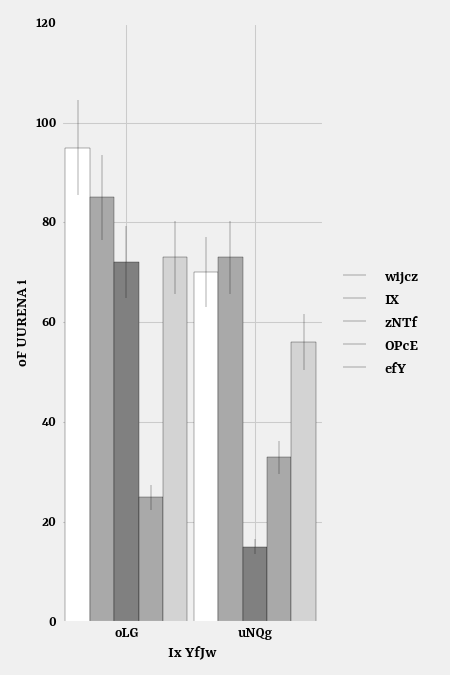 120
100
80
60
40
20
0
oF UURENA i
oLG
uNQg
Ix YfJw
wijcz
IX
zNTf
OPcE
efY